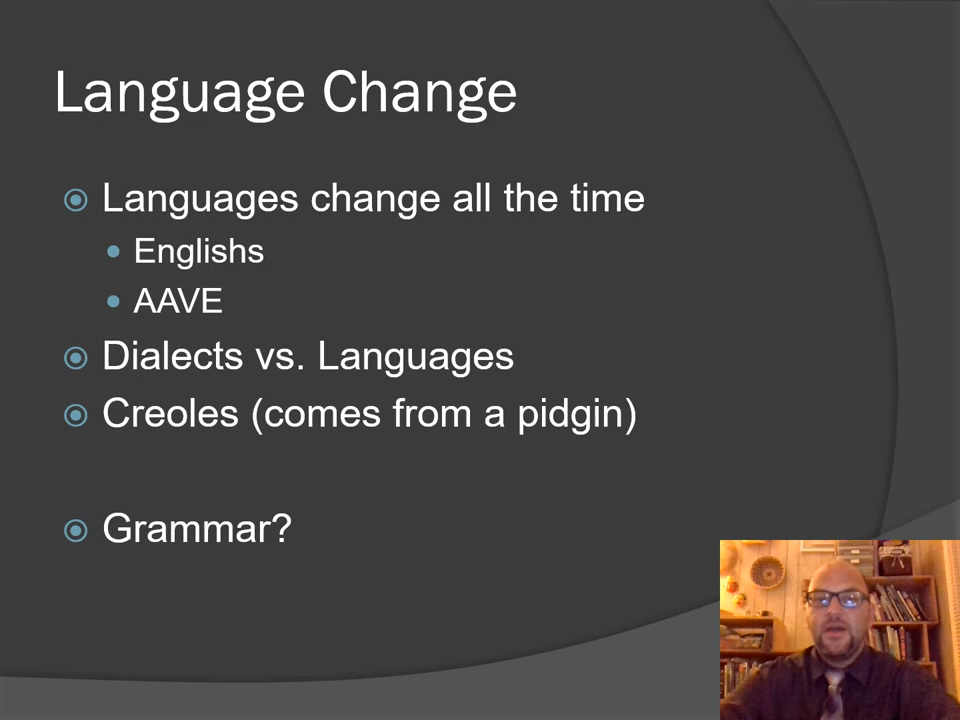 Language Change
Languages change all the time
Englishs
AAVE
Dialects vs. Languages
Creoles (comes from a pidgin)
Grammar?